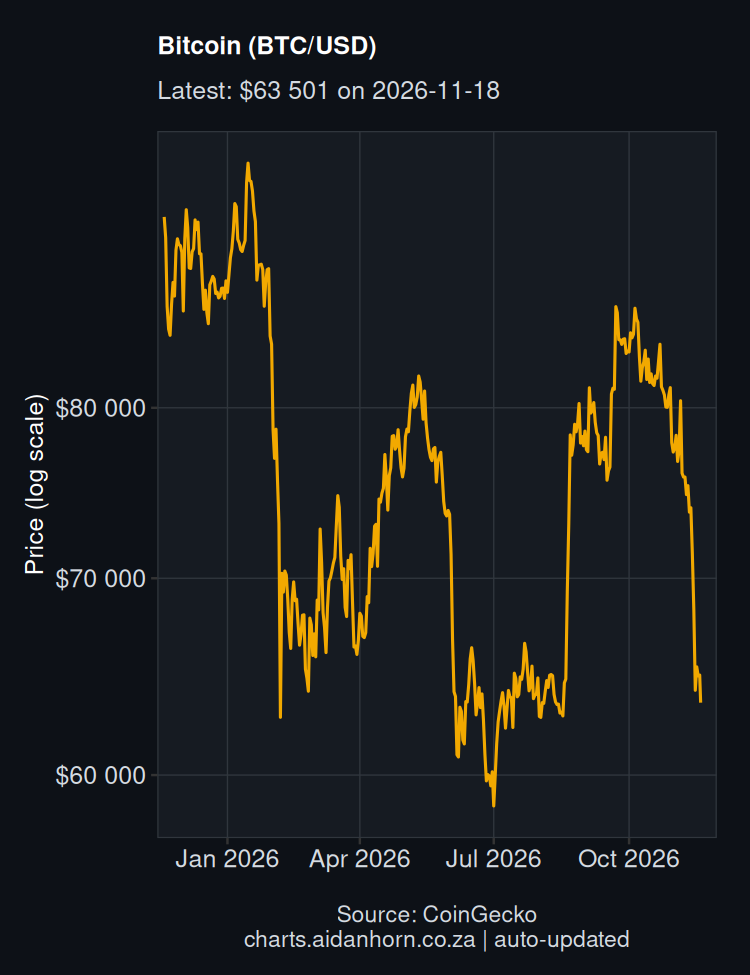 Bitcoin (BTC/USD)
Latest: $63 501 on 2026-11-18
Price (log scale)
$80 000
$70 000
$60 000
Jan 2026 Apr 2026 Jul 2026 Oct 2026
Source: CoinGecko
charts.aidanhorn.co.za | auto-updated